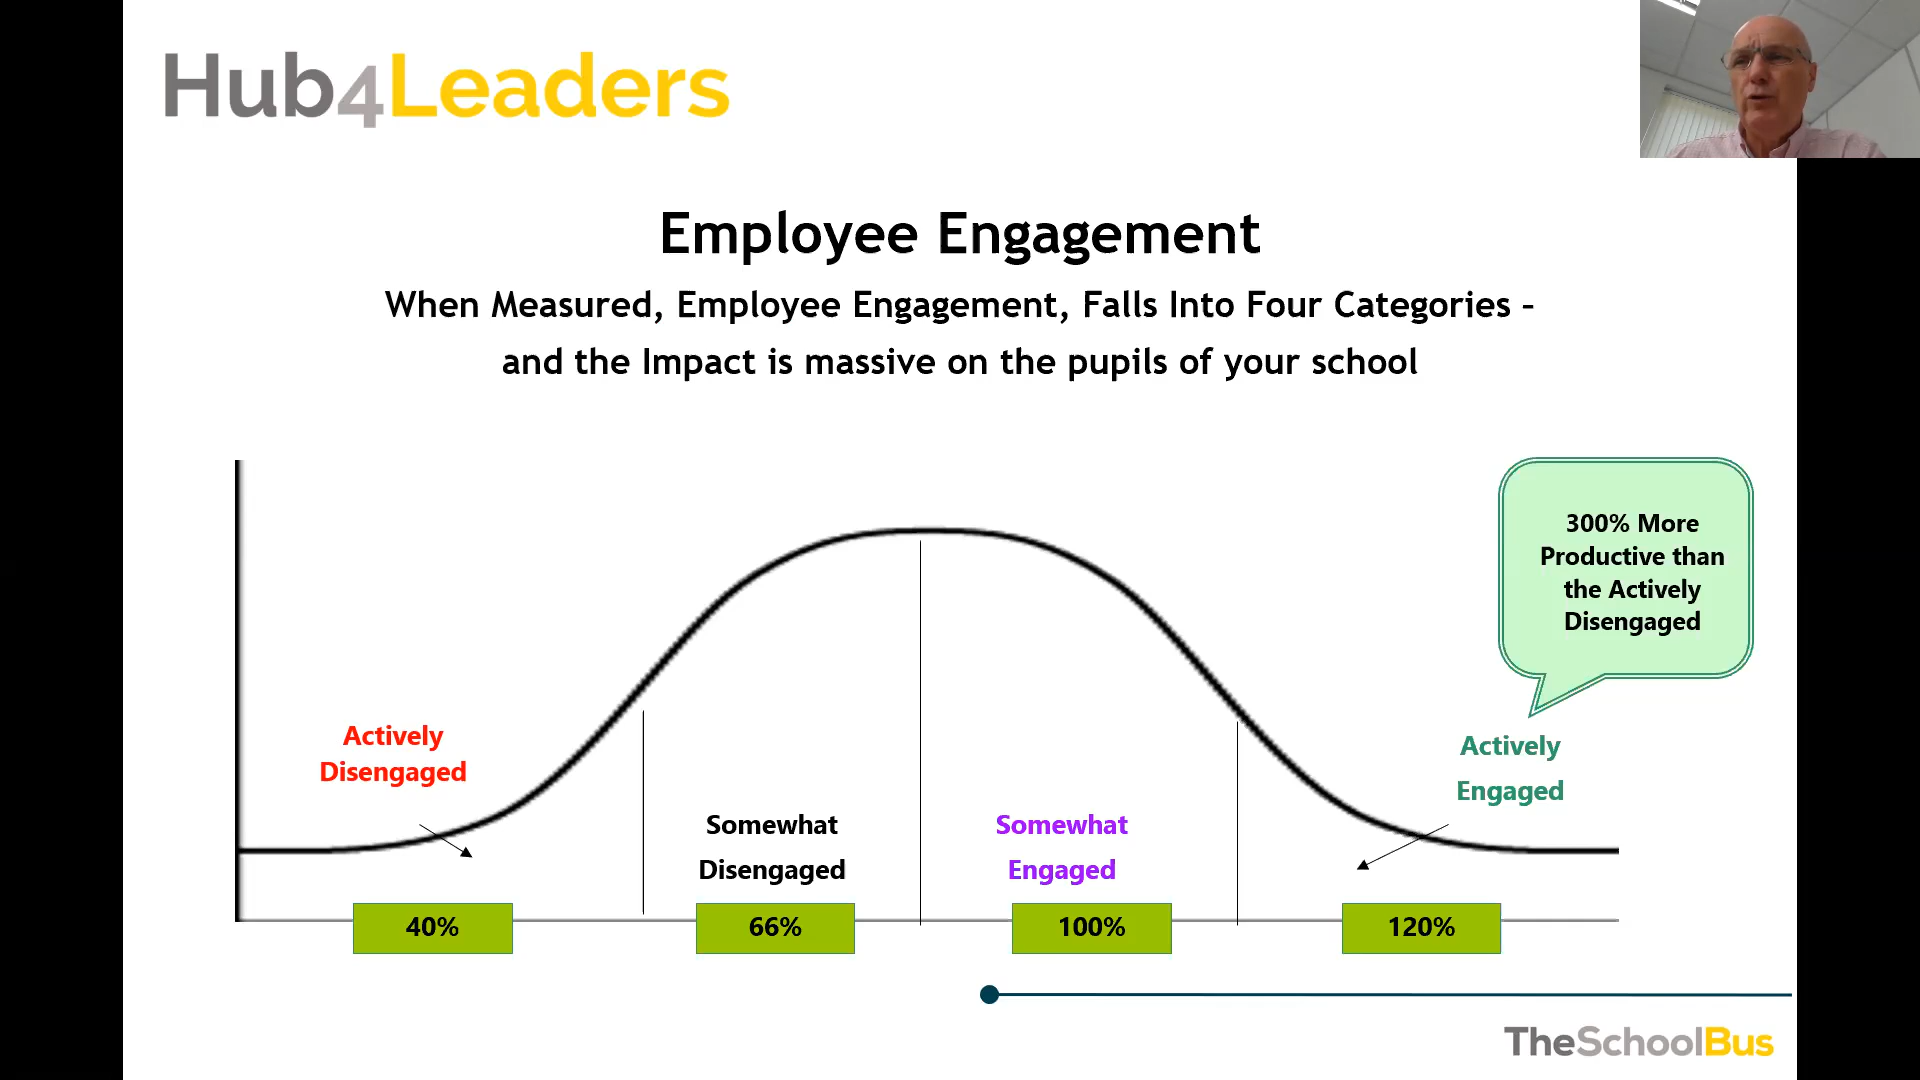 Hub4Leaders
Employee Engagement
When Measured, Employee Engagement, Falls Into Four Categories –
and the Impact is massive on the pupils of your school
300% More
Productive than
the Actively
Disengaged
Actively
Disengaged
Somewhat
Disengaged
Somewhat
Engaged
Actively
Engaged
40%
66%
100%
120%
TheSchoolBus